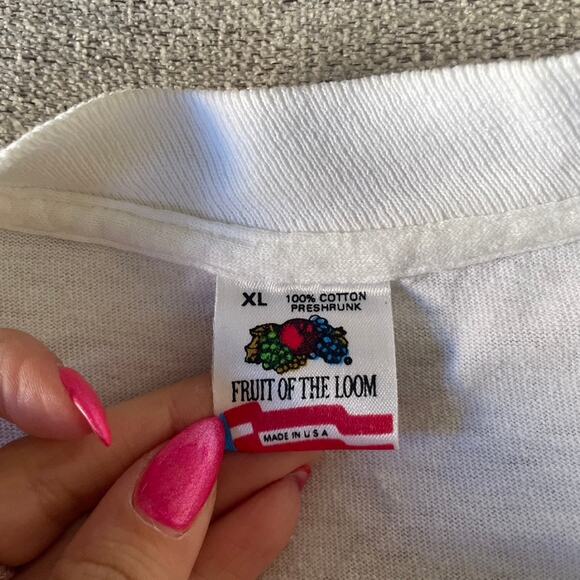 XL 100% COTTON
PRESHRUNK
FRUIT OF THE LOOM
MADE IN U S A